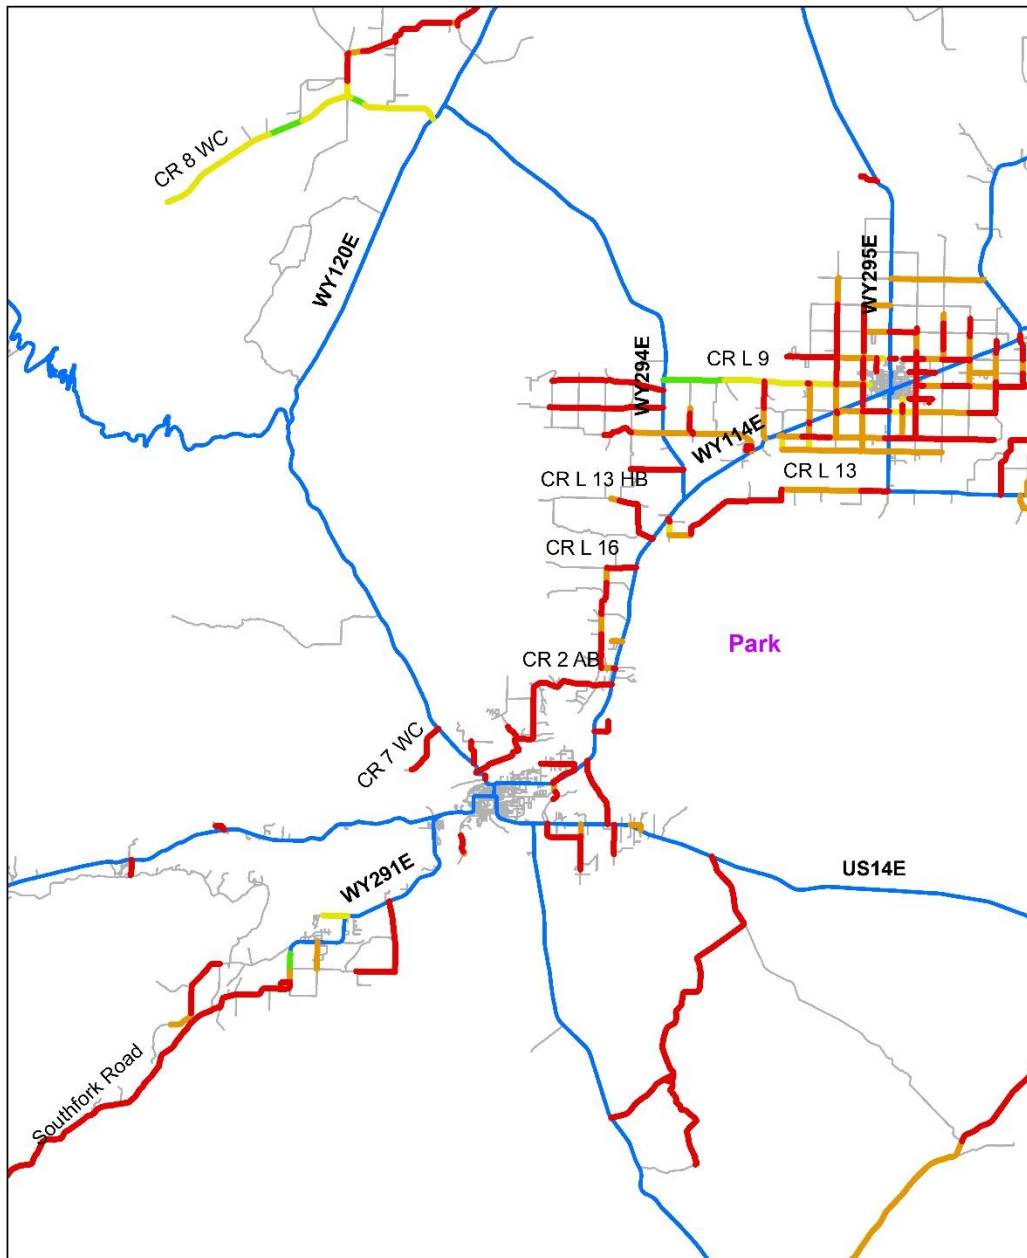 CR 8 WC
WY120E
WY295E
WY294E
CR L 9
WY114E
CR L 13 HB
CR L 13
CR L 16
Park
CR 2 AB
CR 7 WC
US14E
WY291E
Southfork Road